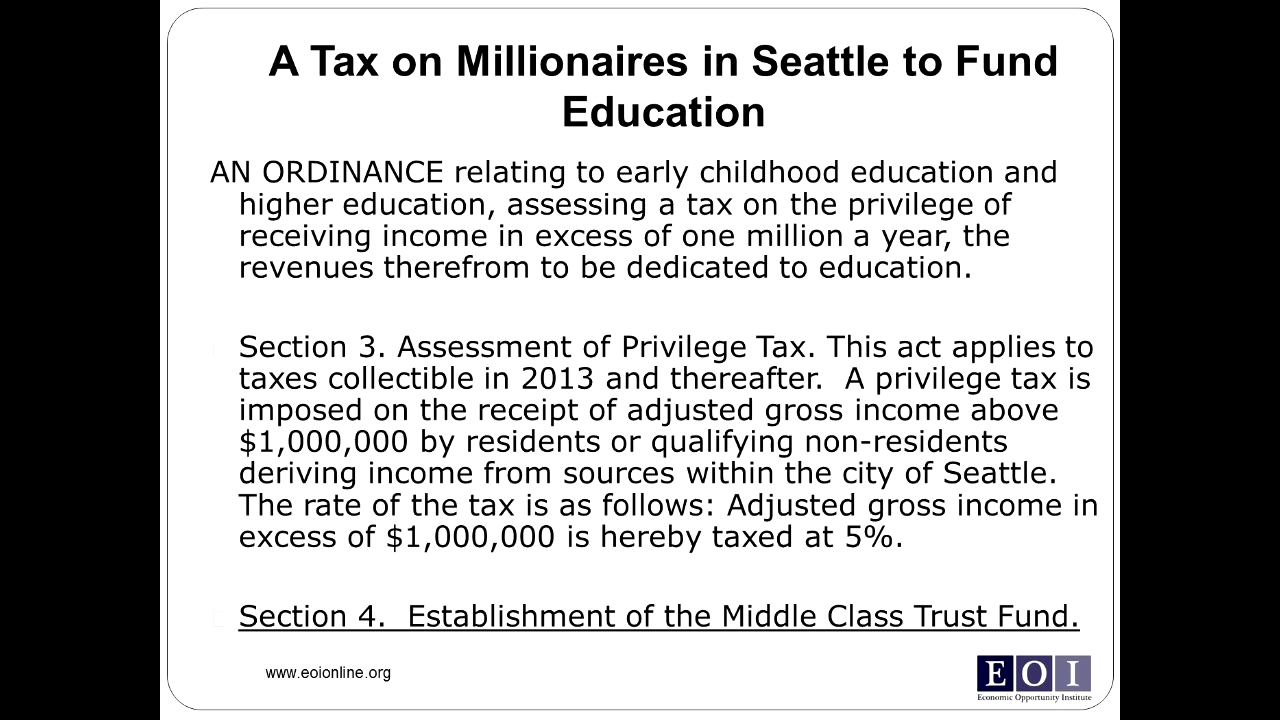 A Tax on Millionaires in Seattle to Fund
Education
AN ORDINANCE relating to early childhood education and
higher education, assessing a tax on the privilege of
receiving income in excess of one million a year, the
revenues therefrom to be dedicated to education.
Section 3. Assessment of Privilege Tax. This act applies to
taxes collectible in 2013 and thereafter.  A privilege tax is
imposed on the receipt of adjusted gross income above
$1,000,000 by residents or qualifying non-residents
deriving income from sources within the city of Seattle.
The rate of the tax is as follows: Adjusted gross income in
excess of $1,000,000 is hereby taxed at 5%.
Section 4.  Establishment of the Middle Class Trust Fund.
www.eoionline.org
E O I
Economic Opportunity Institute